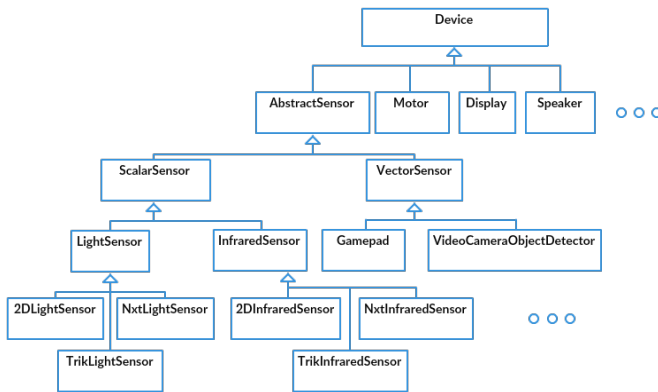 Device
AbstractSensor
Motor
Display
Speaker
ScalarSensor
VectorSensor
LightSensor
InfraredSensor
Gamepad
VideoCameraObjectDetector
2DLightSensor
NxtLightSensor
2DInfraredSensor
NxtInfraredSensor
TrikLightSensor
TrikInfraredSensor